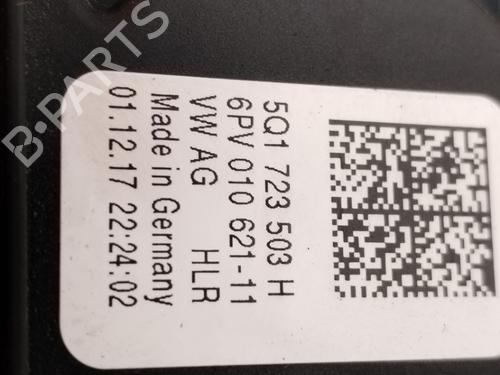 5Q1 723 503 H
6PV 010 621-11
VW AG HLR
Made in Germany
01.12.17 22:24:02
B-PARTS